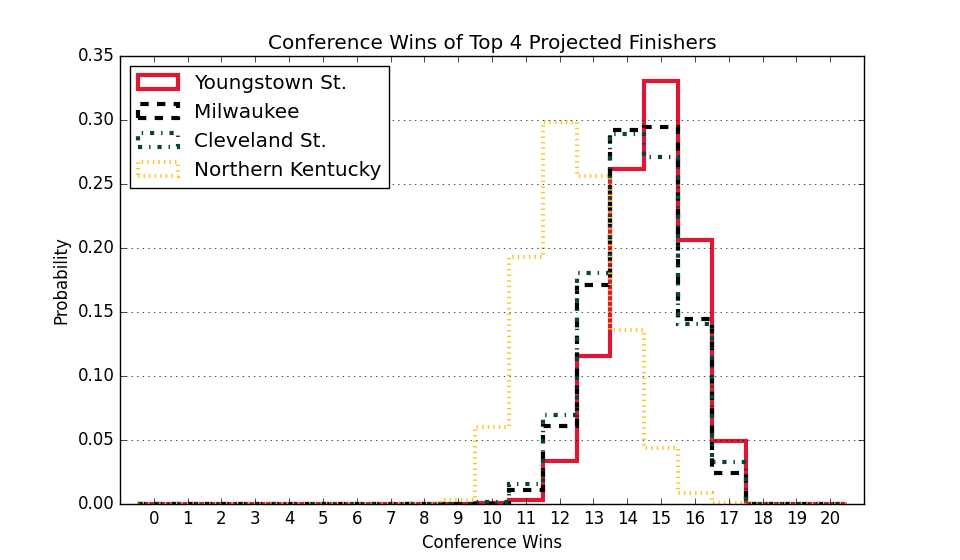 Conference Wins of Top 4 Projected Finishers
0.35
0.30
0.25
0.20
0.15
0.10
0.05
0.00
Probability
Youngstown St.
Milwaukee
Cleveland St.
Northern Kentucky
0 1 2 3 4 5 6 7 8 9 10 11 12 13 14 15 16 17 18 19 20
Conference Wins